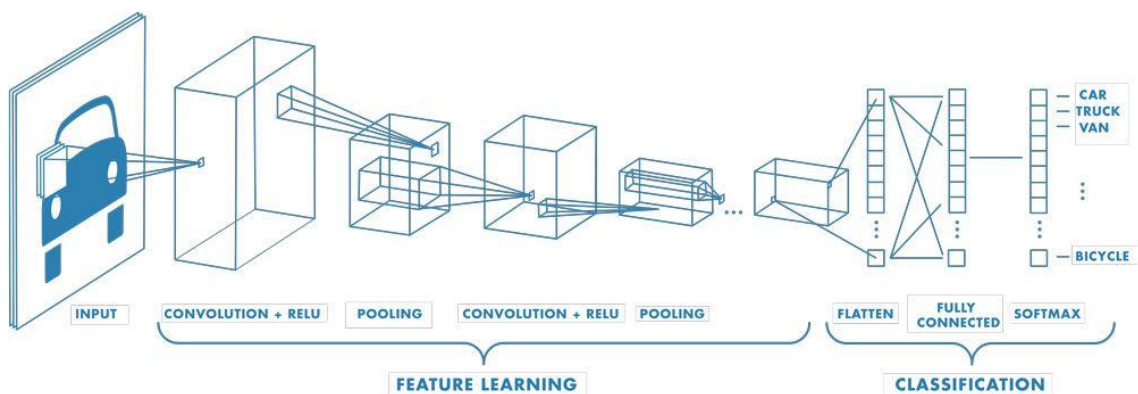 CAR
TRUCK
VAN
BICYCLE
INPUT
CONVOLUTION + RELU
POOLING
CONVOLUTION + RELU
POOLING
FLATTEN
FULLY
CONNECTED
SOFTMAX
FEATURE LEARNING
CLASSIFICATION